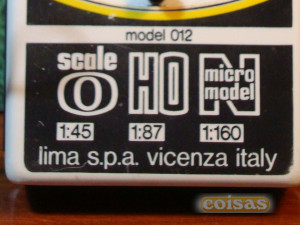 model 012
scale HO micro
O N model
1:45 1:87 1:160
lima s.p.a. vicenza italy
coisas